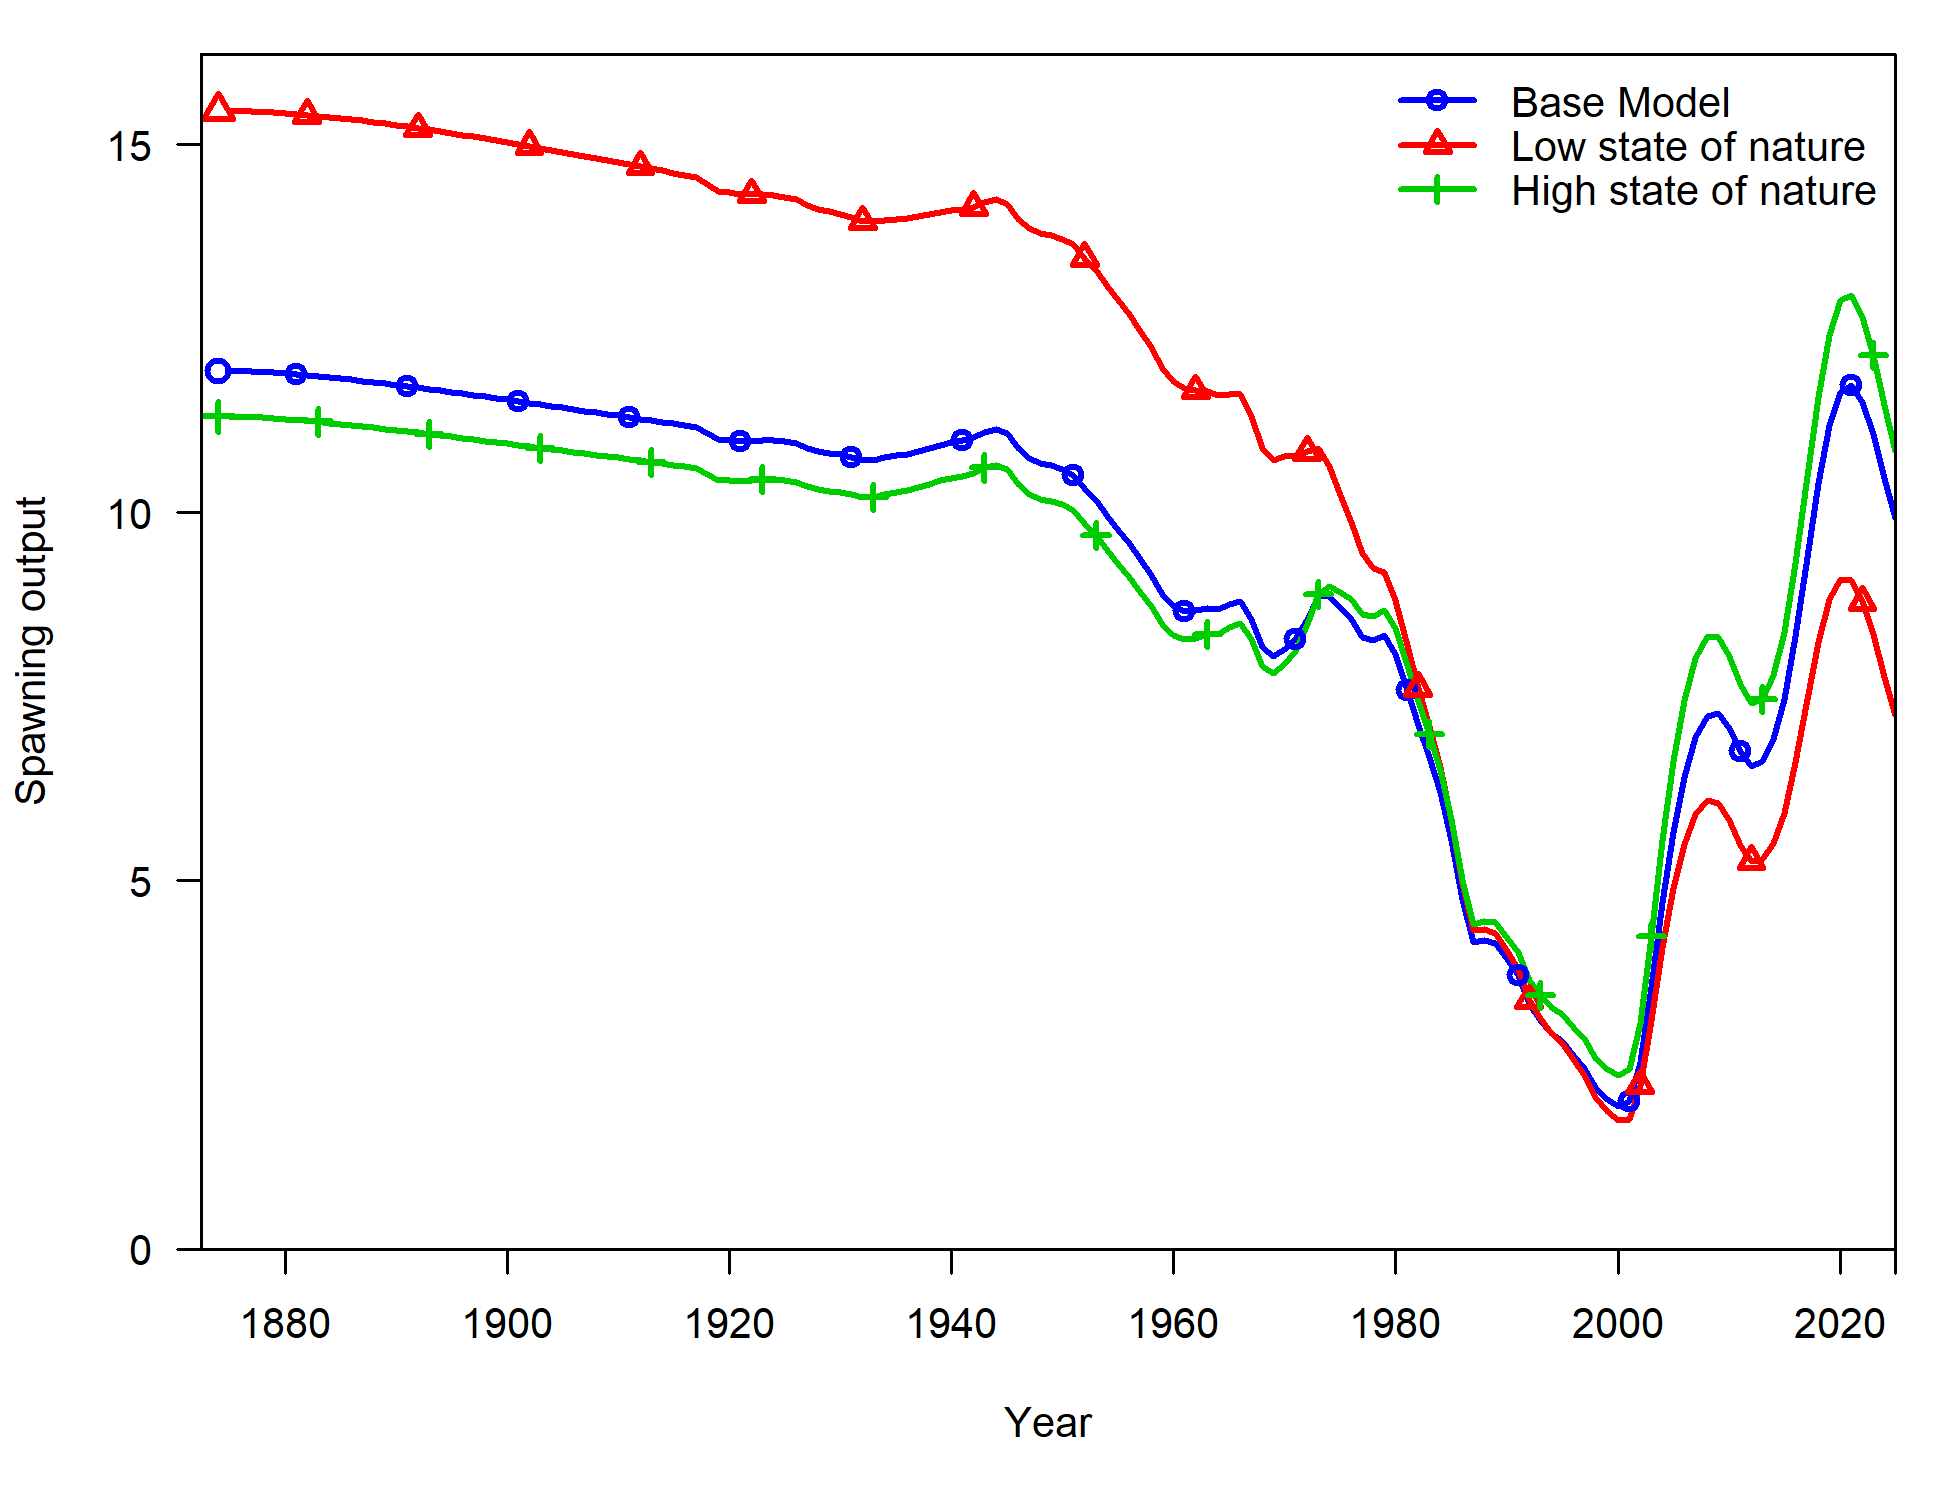 Base Model
Low state of nature
High state of nature
15
10
5
0
Spawning output
1880 1900 1920 1940 1960 1980 2000 2020
Year